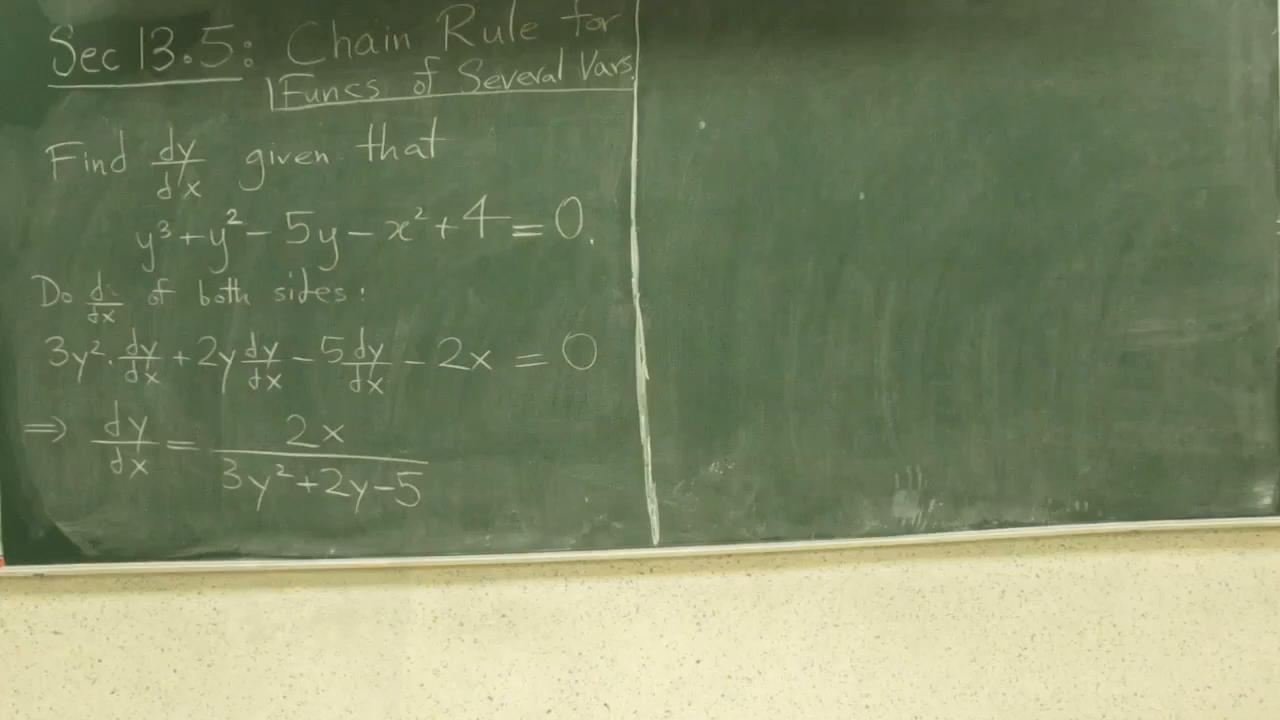 Sec 13.5: Chain Rule for
Funcs of Several Vars.
Find dy/dx given that
y³+y²-5y-x²+4=0.
Do d/dx of both sides:
3y²·dy/dx+2y dy/dx-5 dy/dx-2x=0
⇒ dy/dx = 2x/(3y²+2y-5)